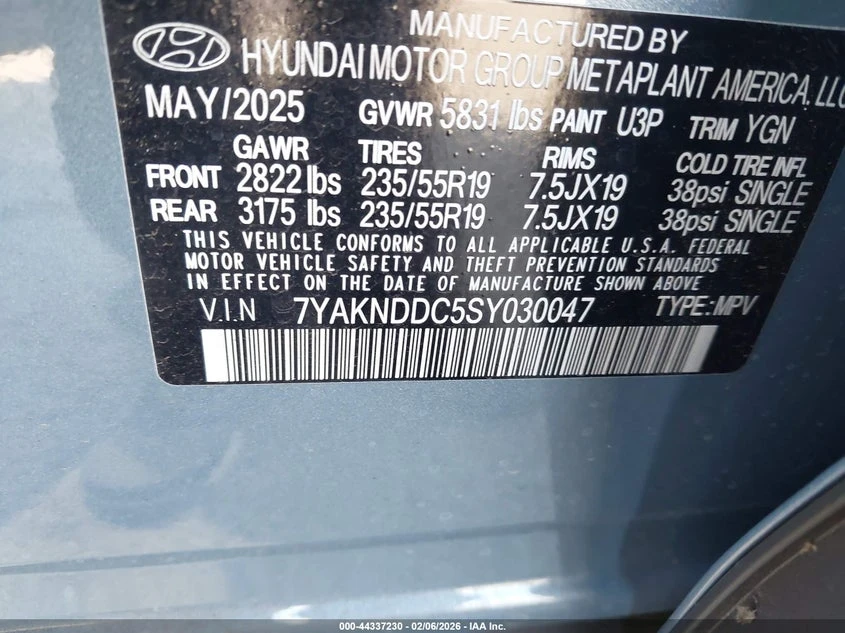 MANUFACTURED BY
HYUNDAI MOTOR GROUP METAPLANT AMERICA, LLC
MAY/2025 GVWR 5831 lbs PAINT U3P TRIM YGN
GAWR TIRES RIMS COLD TIRE INFL
FRONT 2822 lbs 235/55R19 7.5JX19 38psi SINGLE
REAR 3175 lbs 235/55R19 7.5JX19 38psi SINGLE
THIS VEHICLE CONFORMS TO ALL APPLICABLE U.S.A. FEDERAL
MOTOR VEHICLE SAFETY AND THEFT PREVENTION STANDARDS
IN EFFECT ON THE DATE OF MANUFACTURE SHOWN ABOVE
V.I.N 7YAKNDDC5SY030047 TYPE: MPV
000-44337230 - 02/06/2026 - IAA Inc.